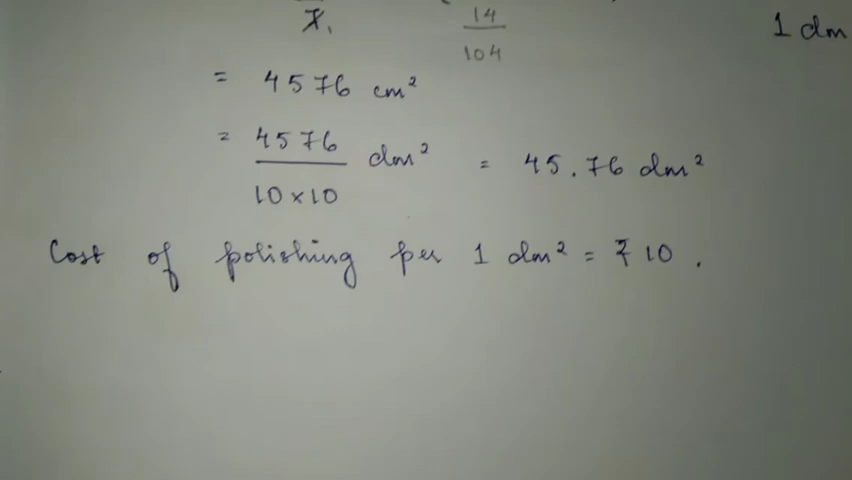 7. 14 1 dm
104
= 4576 cm²
= 4576 dm² = 45.76 dm²
10×10
Cost of polishing per 1 dm² = ₹ 10.